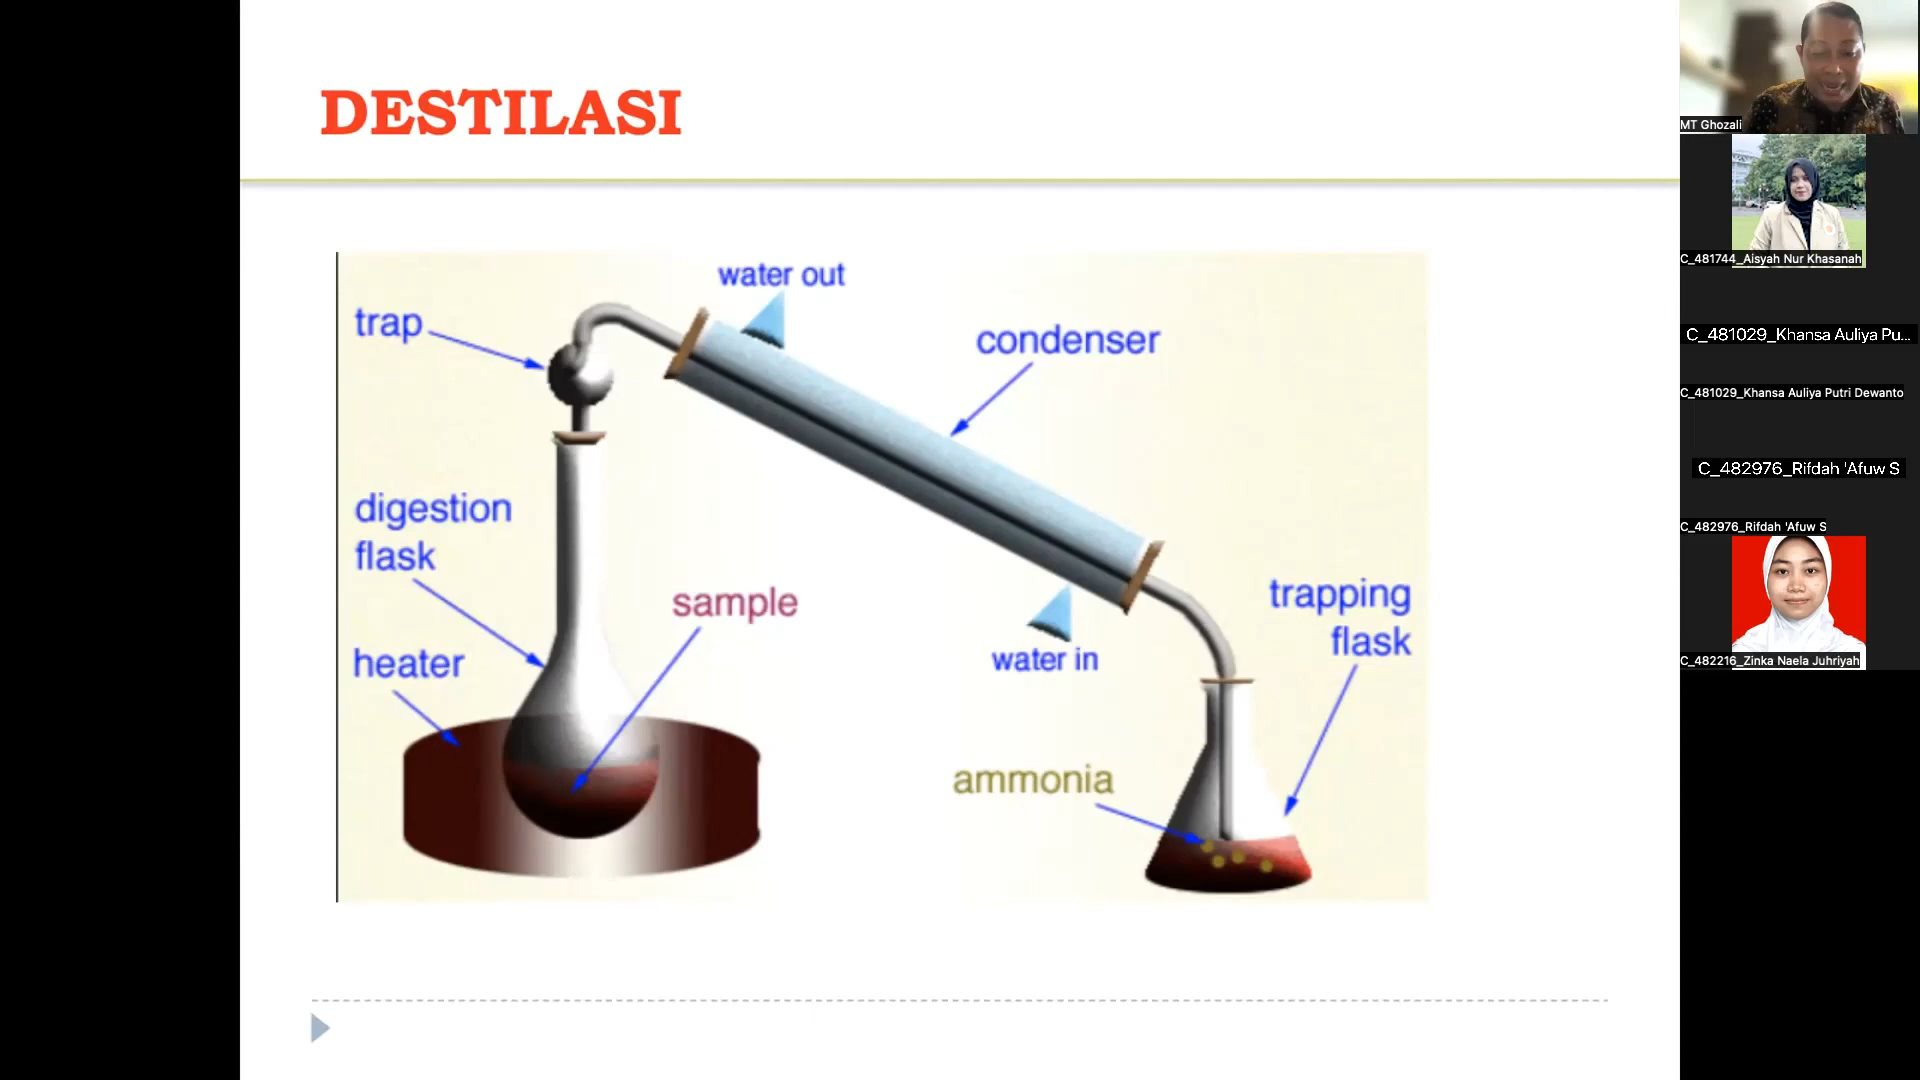 DESTILASI
water out
trap
condenser
digestion
flask
sample
trapping
flask
heater
water in
ammonia
MT Ghozali
C_481744_Aisyah Nur Khasanah
C_481029_Khansa Auliya Pu...
C_481029_Khansa Auliya Putri Dewanto
C_482976_Rifdah 'Afuw S
C_482976_Rifdah 'Afuw S
C_482216_Zinka Naela Juhriyah